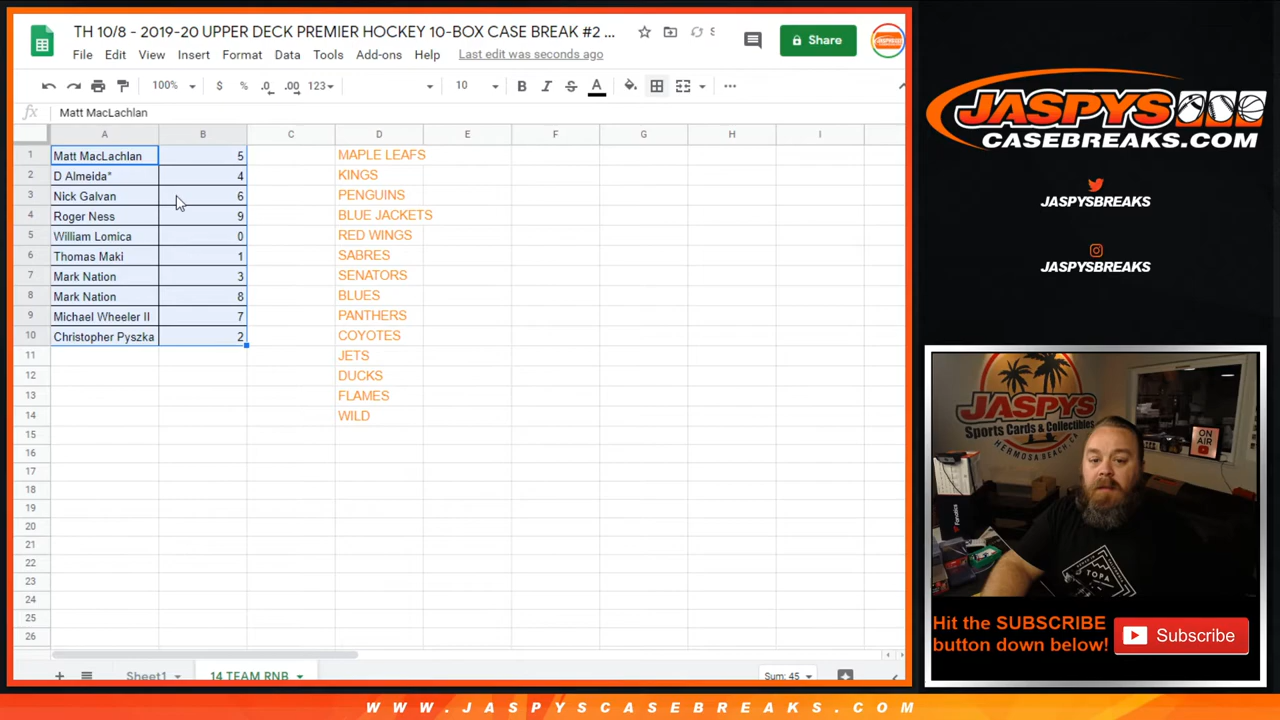 TH 10/8 - 2019-20 UPPER DECK PREMIER HOCKEY 10-BOX CASE BREAK #2 ...
File Edit View Insert Format Data Tools Add-ons Help Last edit was seconds ago
Share
100% $ % .0 .00 123 10 B I S A
fx Matt MacLachlan
A B C D E F G H I
1 Matt MacLachlan 5 MAPLE LEAFS
2 D Almeida* 4 KINGS
3 Nick Galvan 6 PENGUINS
4 Roger Ness 9 BLUE JACKETS
5 William Lomica 0 RED WINGS
6 Thomas Maki 1 SABRES
7 Mark Nation 3 SENATORS
8 Mark Nation 8 BLUES
9 Michael Wheeler II 7 PANTHERS
10 Christopher Pyszka 2 COYOTES
11 JETS
12 DUCKS
13 FLAMES
14 WILD
15
16
17
18
19
20
21
22
23
24
25
26
Sheet1 14 TEAM RNB Sum: 45
JASPYS
CASEBREAKS.COM
JASPYSBREAKS
JASPYSBREAKS
JASPYS
Sports Cards & Collectibles
HERMOSA BEACH, CA
ON AIR
Fanatics
TOPA
Hit the SUBSCRIBE
button down below!
Subscribe
WWW.JASPYSCASEBREAKS.COM